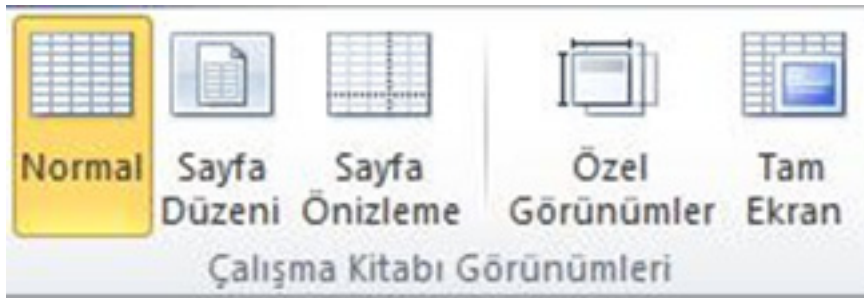 Normal
Sayfa Düzeni
Sayfa Önizleme
Özel Görünümler
Tam Ekran
Çalışma Kitabı Görünümleri